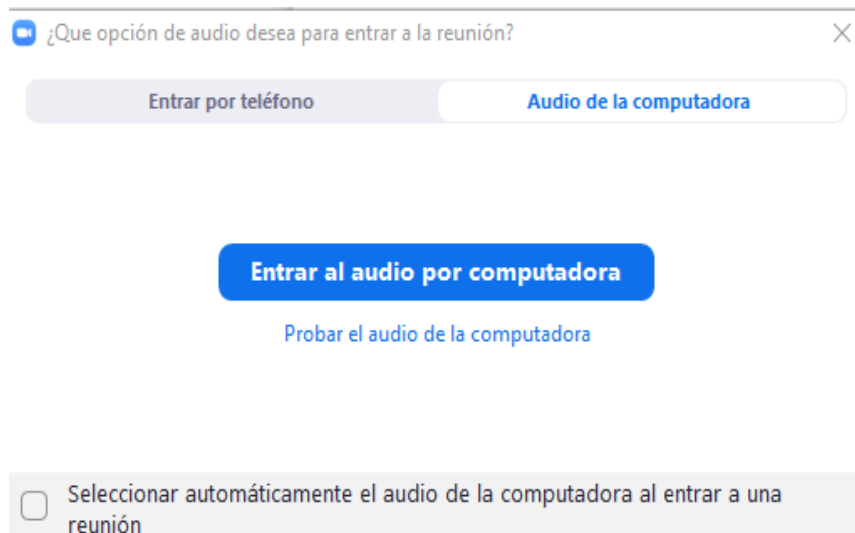 ¿Que opción de audio desea para entrar a la reunión?
Entrar por teléfono
Audio de la computadora
Entrar al audio por computadora
Probar el audio de la computadora
Seleccionar automáticamente el audio de la computadora al entrar a una
reunión